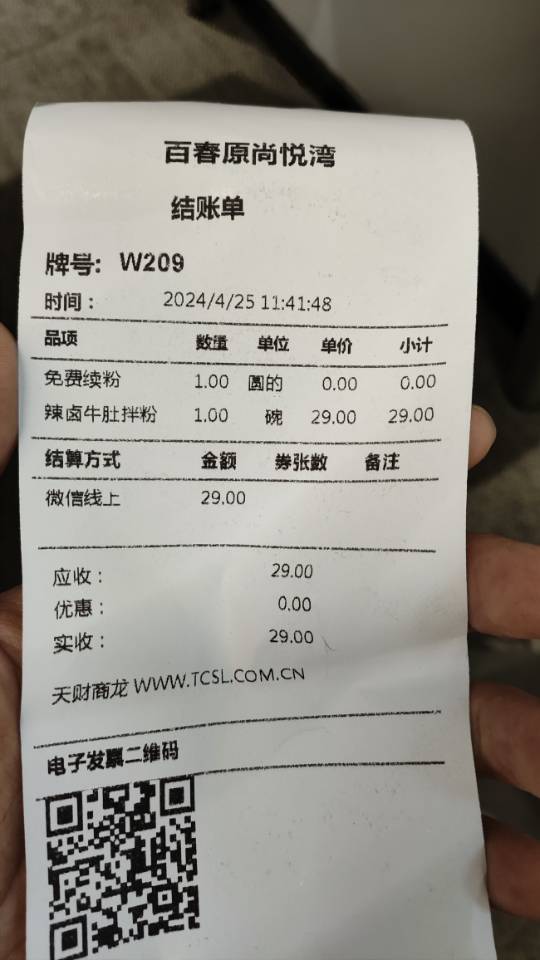 百春原尚悦湾
结账单
牌号: W209
时间： 2024/4/25 11:41:48
品项 数量 单位 单价 小计
免费续粉 1.00 圆的 0.00 0.00
辣卤牛肚拌粉 1.00 碗 29.00 29.00
结算方式 金额 券张数 备注
微信线上 29.00
应收： 29.00
优惠： 0.00
实收： 29.00
天财商龙 WWW.TCSL.COM.CN
电子发票二维码